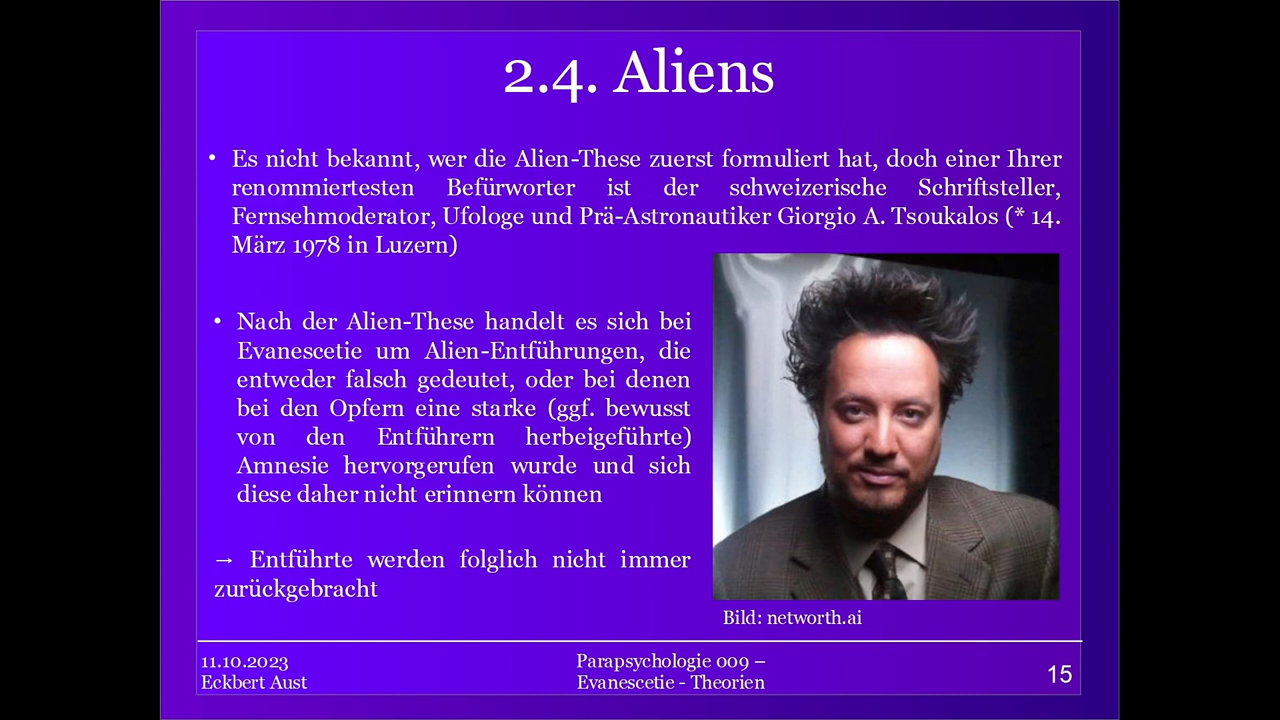 2.4. Aliens
• Es nicht bekannt, wer die Alien-These zuerst formuliert hat, doch einer Ihrer
renommiertesten Befürworter ist der schweizerische Schriftsteller,
Fernsehmoderator, Ufologe und Prä-Astronautiker Giorgio A. Tsoukalos (* 14.
März 1978 in Luzern)
• Nach der Alien-These handelt es sich bei
Evanescetie um Alien-Entführungen, die
entweder falsch gedeutet, oder bei denen
bei den Opfern eine starke (ggf. bewusst
von den Entführern herbeigeführte)
Amnesie hervorgerufen wurde und sich
diese daher nicht erinnern können
→ Entführte werden folglich nicht immer
zurückgebracht
Bild: networth.ai
11.10.2023
Eckbert Aust
Parapsychologie 009 –
Evanescetie - Theorien
15